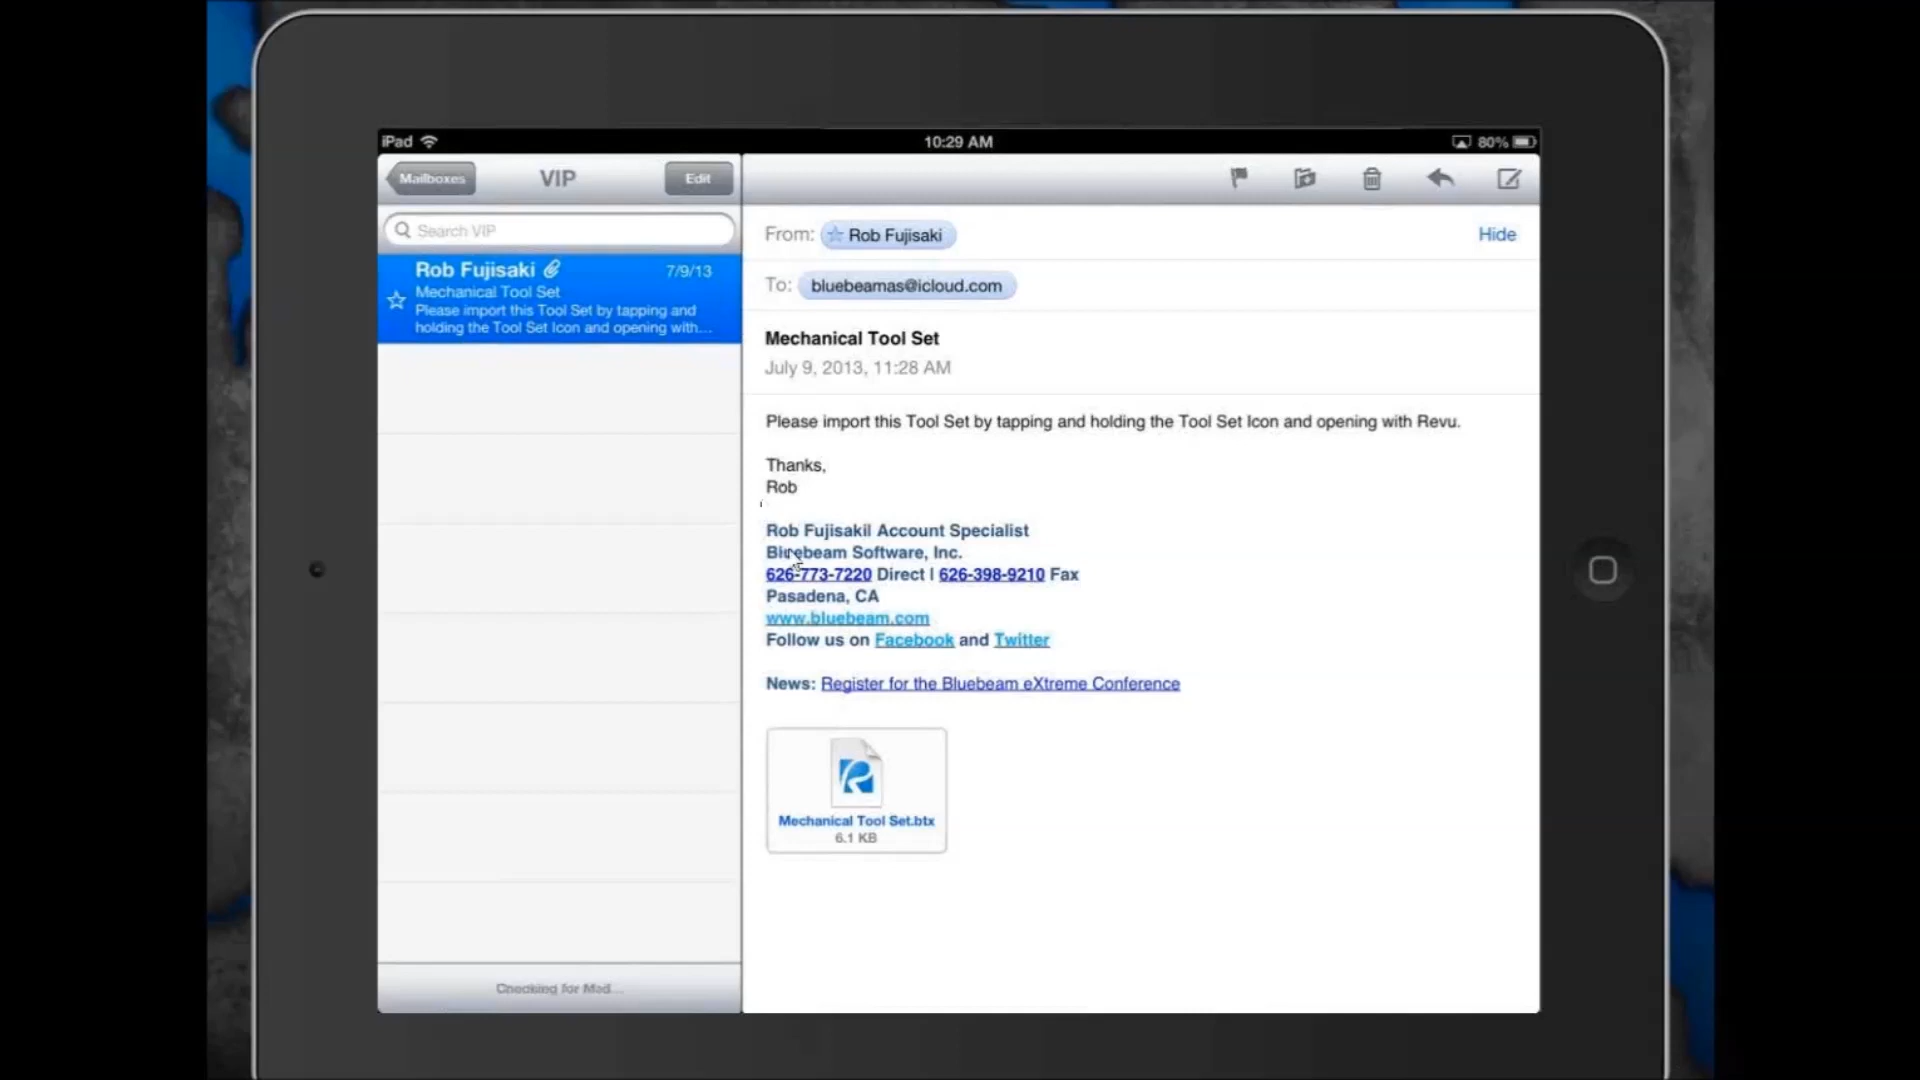 iPad
10:29 AM
80%
Mailboxes
VIP
Edit
Search VIP
Rob Fujisaki
7/9/13
Mechanical Tool Set
Please import this Tool Set by tapping and
holding the Tool Set Icon and opening with...
Checking for Mail...
From: Rob Fujisaki
Hide
To: bluebeamas@icloud.com
Mechanical Tool Set
July 9, 2013, 11:28 AM
Please import this Tool Set by tapping and holding the Tool Set Icon and opening with Revu.
Thanks,
Rob
Rob Fujisaki| Account Specialist
Bluebeam Software, Inc.
626-773-7220 Direct | 626-398-9210 Fax
Pasadena, CA
www.bluebeam.com
Follow us on Facebook and Twitter
News: Register for the Bluebeam eXtreme Conference
Mechanical Tool Set.btx
6.1 KB